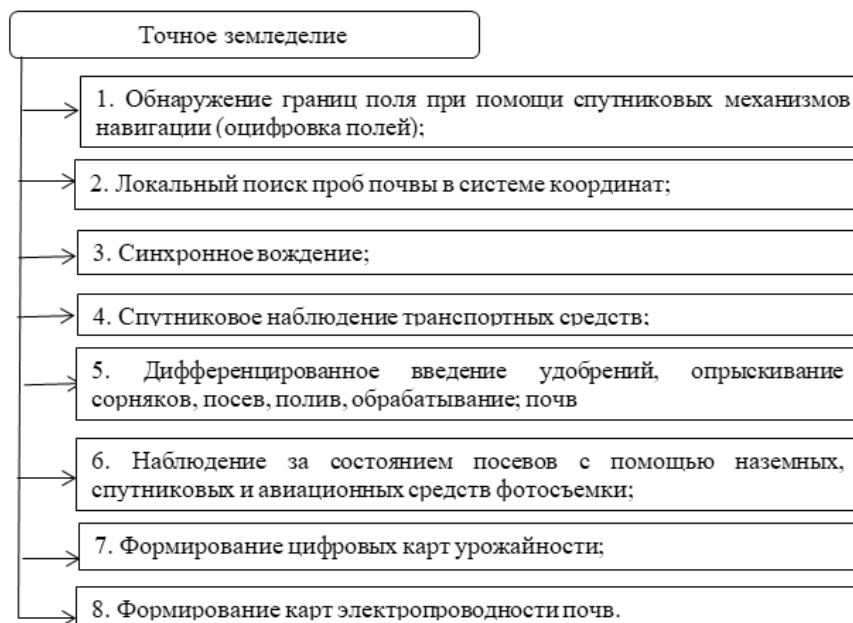 Точное земледелие
1. Обнаружение границ поля при помощи спутниковых механизмов
навигации (оцифровка полей);
2. Локальный поиск проб почвы в системе координат;
3. Синхронное вождение;
4. Спутниковое наблюдение транспортных средств;
5. Дифференцированное введение удобрений, опрыскивание
сорняков, посев, полив, обрабатывание; почв
6. Наблюдение за состоянием посевов с помощью наземных,
спутниковых и авиационных средств фотосъемки;
7. Формирование цифровых карт урожайности;
8. Формирование карт электропроводности почв.